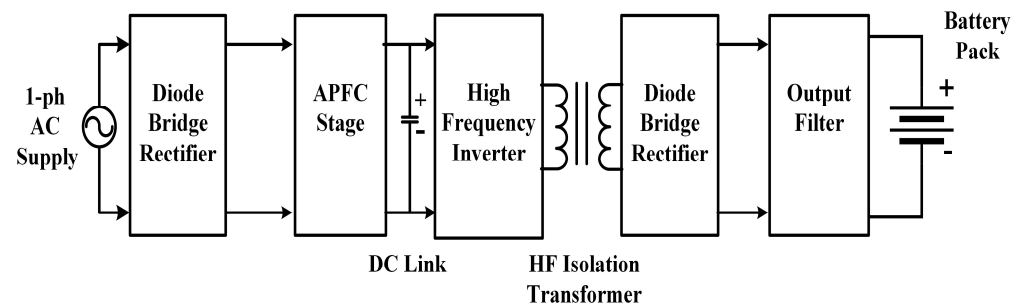 1-ph
AC
Supply
Diode
Bridge
Rectifier
APFC
Stage
+
-
DC Link
High
Frequency
Inverter
HF Isolation
Transformer
Diode
Bridge
Rectifier
Output
Filter
Battery
Pack
+
-